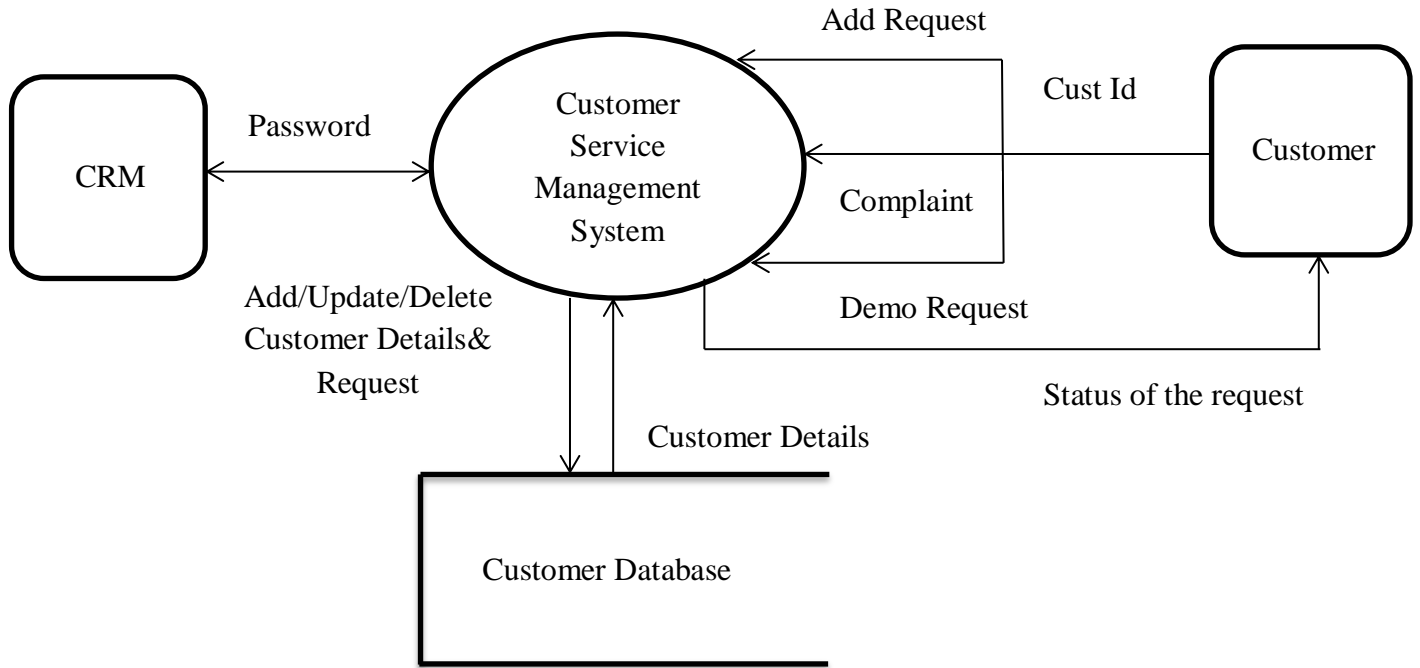 Add Request
Cust Id
Customer
Service
Management
System
Password
CRM
Customer
Complaint
Add/Update/Delete
Customer Details&
Request
Demo Request
Status of the request
Customer Details
Customer Database